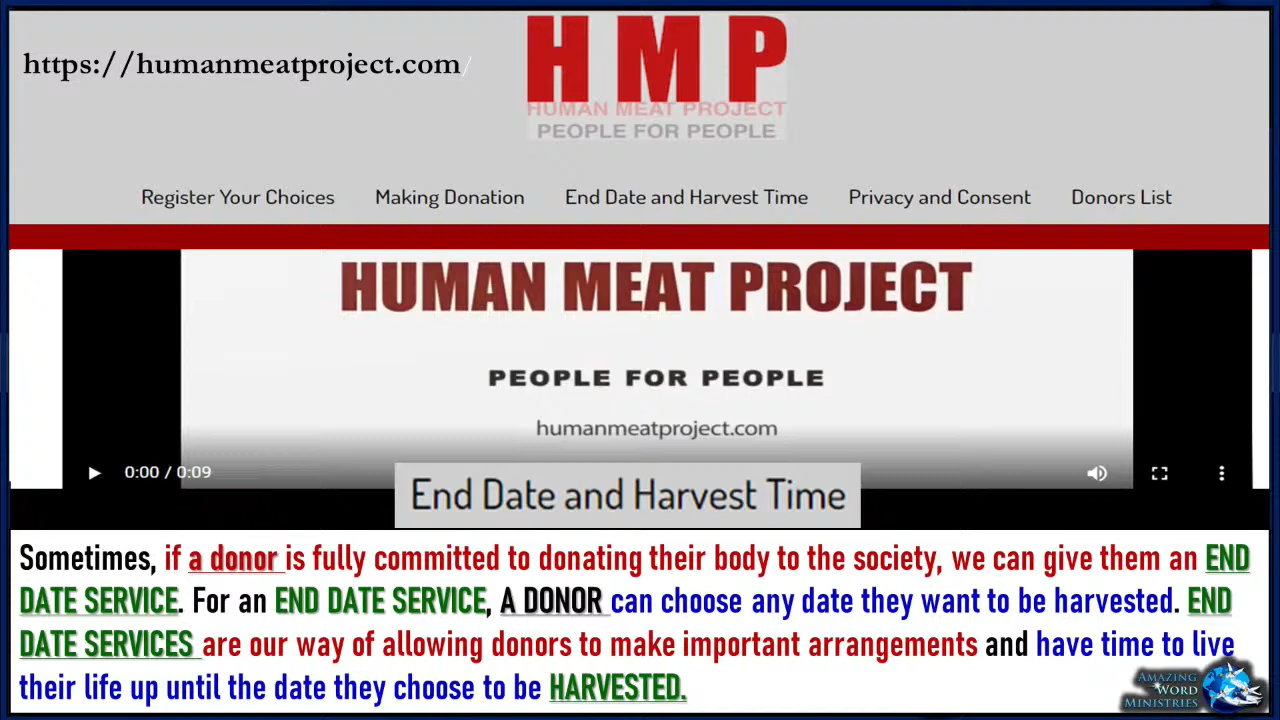 https://humanmeatproject.com/
HMP
HUMAN MEAT PROJECT
PEOPLE FOR PEOPLE
Register Your Choices Making Donation End Date and Harvest Time Privacy and Consent Donors List
HUMAN MEAT PROJECT
PEOPLE FOR PEOPLE
humanmeatproject.com
0:00 / 0:09
End Date and Harvest Time
Sometimes, if a donor is fully committed to donating their body to the society, we can give them an END
DATE SERVICE. For an END DATE SERVICE, A DONOR can choose any date they want to be harvested. END
DATE SERVICES are our way of allowing donors to make important arrangements and have time to live
their life up until the date they choose to be HARVESTED.
AMAZING
WORD
MINISTRIES